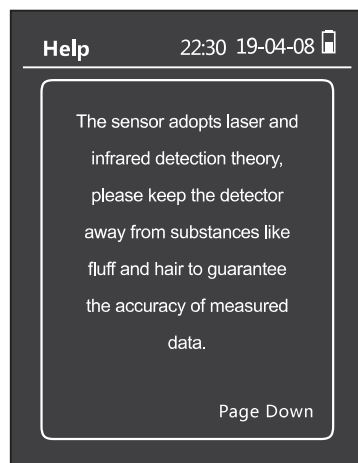 Help 22:30 19-04-08
The sensor adopts laser and
infrared detection theory,
please keep the detector
away from substances like
fluff and hair to guarantee
the accuracy of measured
data.
Page Down